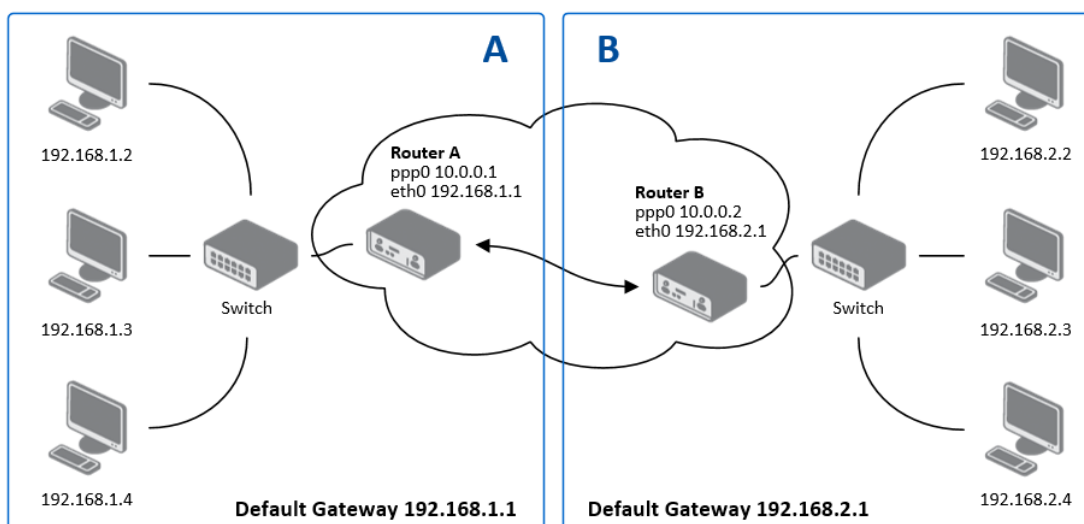 A
B
192.168.1.2
192.168.2.2
Router A
ppp0 10.0.0.1
eth0 192.168.1.1
Router B
ppp0 10.0.0.2
eth0 192.168.2.1
Switch
Switch
192.168.1.3
192.168.2.3
192.168.1.4
192.168.2.4
Default Gateway 192.168.1.1
Default Gateway 192.168.2.1